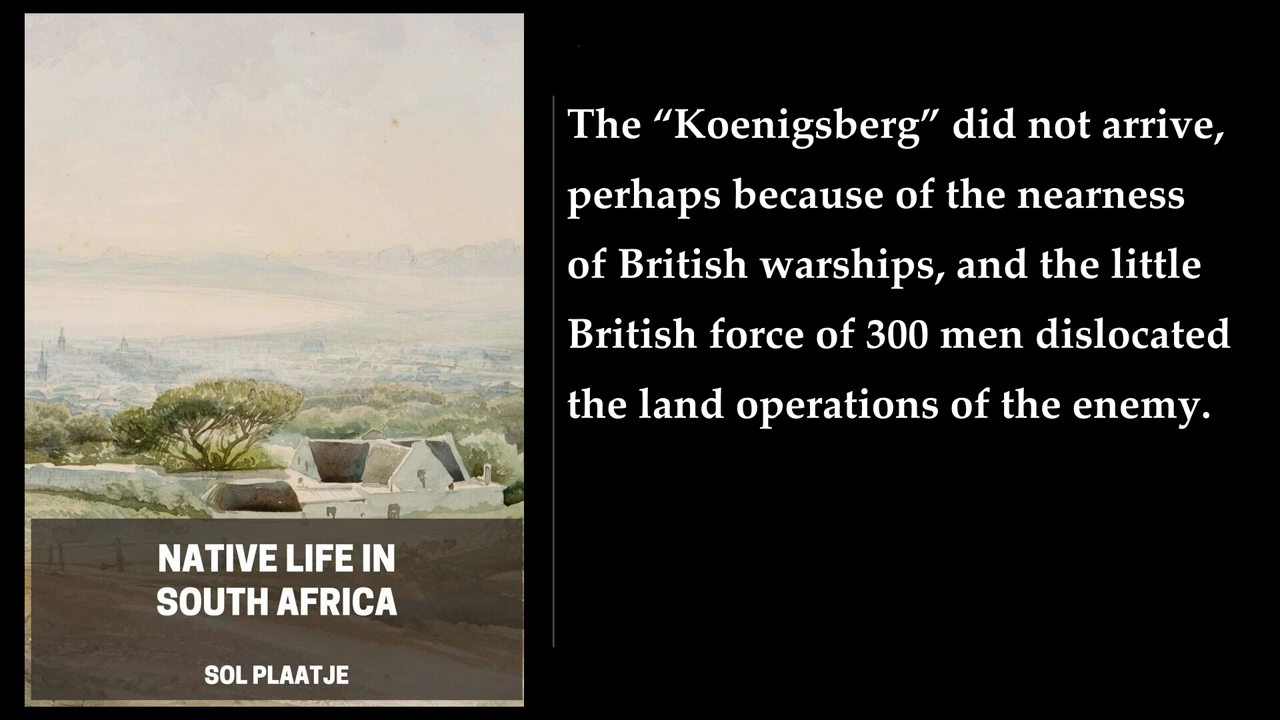 The “Koenigsberg” did not arrive,
perhaps because of the nearness
of British warships, and the little
British force of 300 men dislocated
the land operations of the enemy.
NATIVE LIFE IN
SOUTH AFRICA
SOL PLAATJE